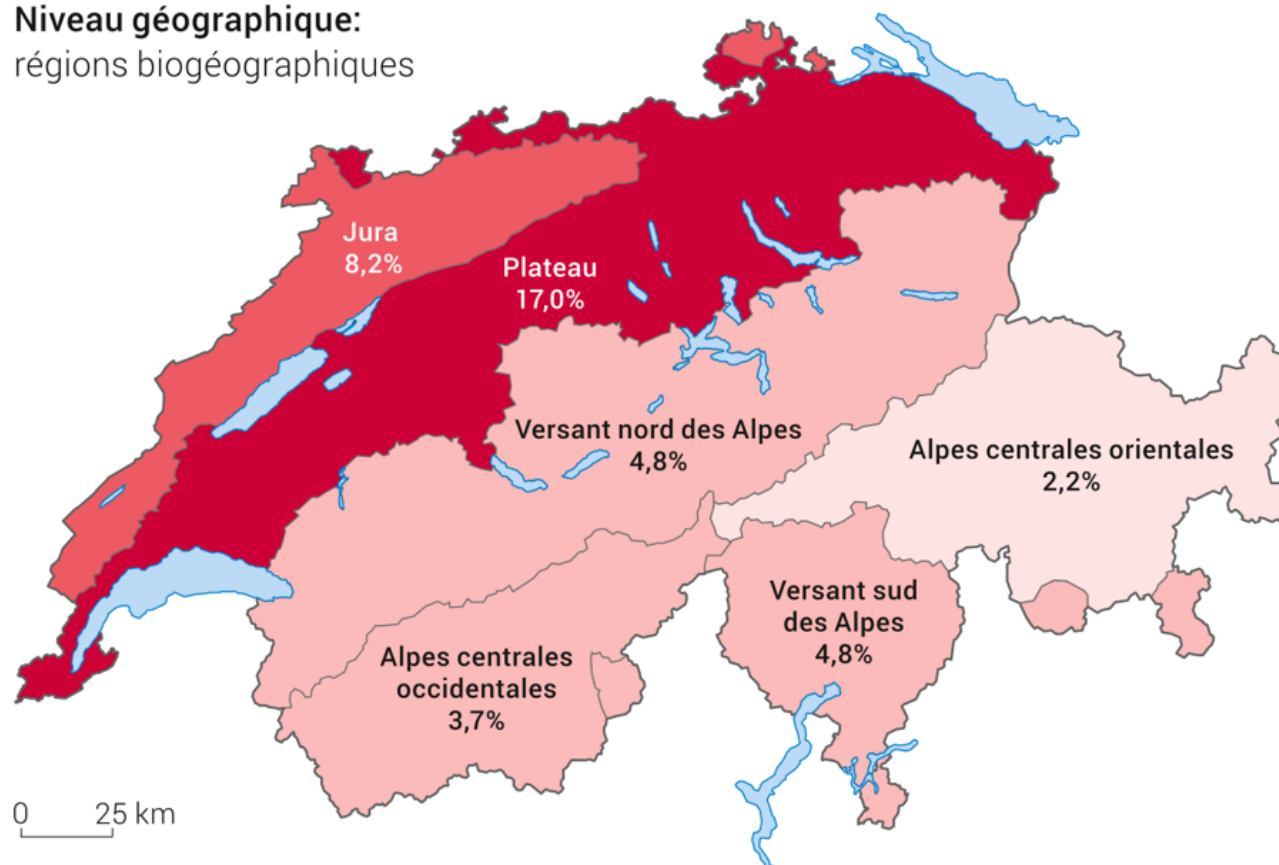 Niveau géographique:
régions biogéographiques
Jura
8,2%
Plateau
17,0%
Versant nord des Alpes
4,8%
Alpes centrales orientales
2,2%
Versant sud
des Alpes
4,8%
Alpes centrales
occidentales
3,7%
0 25 km